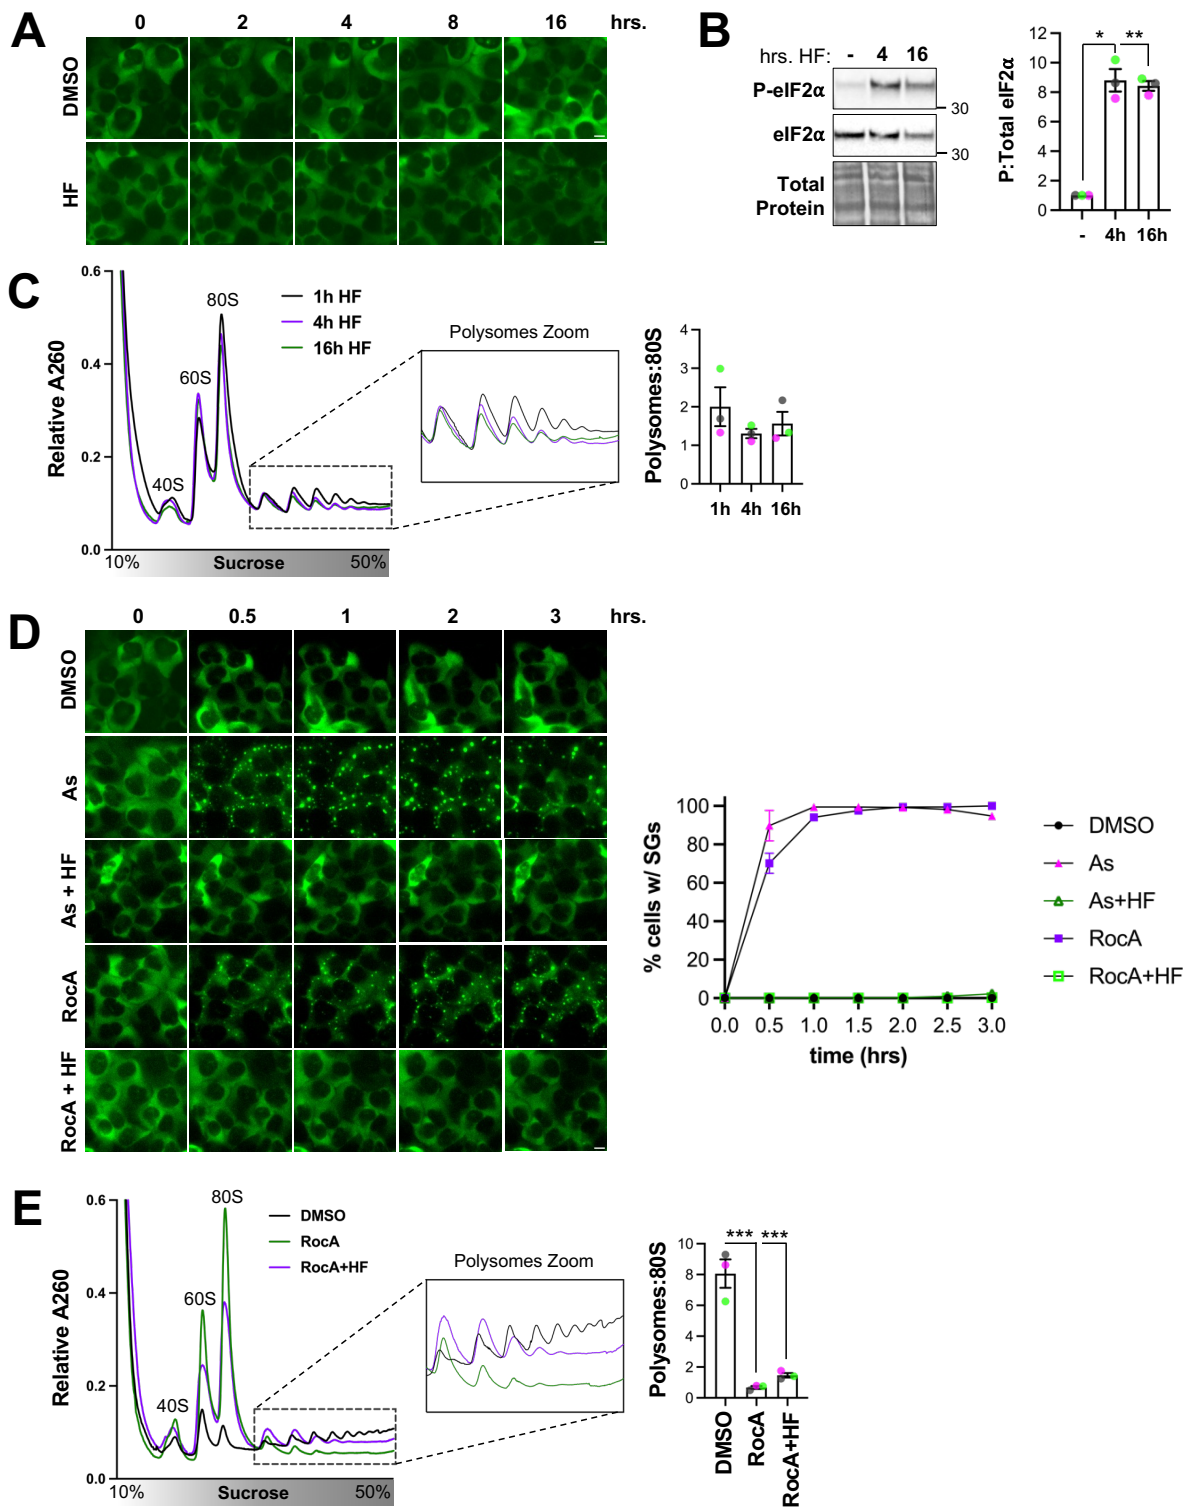 A
0 2 4 8 16 hrs.
DMSO
HF
B
hrs. HF: - 4 16
P-eIF2α
30
eIF2α
30
Total
Protein
P:Total eIF2α
12
10
8
6
4
2
0
* **
- 4h 16h
C
Relative A260
0.6
0.4
0.2
0.0
40S
60S
80S
1h HF
4h HF
16h HF
Polysomes Zoom
10% Sucrose 50%
Polysomes:80S
4
3
2
1
0
1h 4h 16h
D
0 0.5 1 2 3 hrs.
DMSO
As
As + HF
RocA
RocA + HF
% cells w/ SGs
100
80
60
40
20
0
0.0 0.5 1.0 1.5 2.0 2.5 3.0
time (hrs)
DMSO
As
As+HF
RocA
RocA+HF
E
Relative A260
0.6
0.4
0.2
0.0
40S
60S
80S
DMSO
RocA
RocA+HF
Polysomes Zoom
10% Sucrose 50%
Polysomes:80S
10
8
6
4
2
0
*** ***
DMSO
RocA
RocA+HF